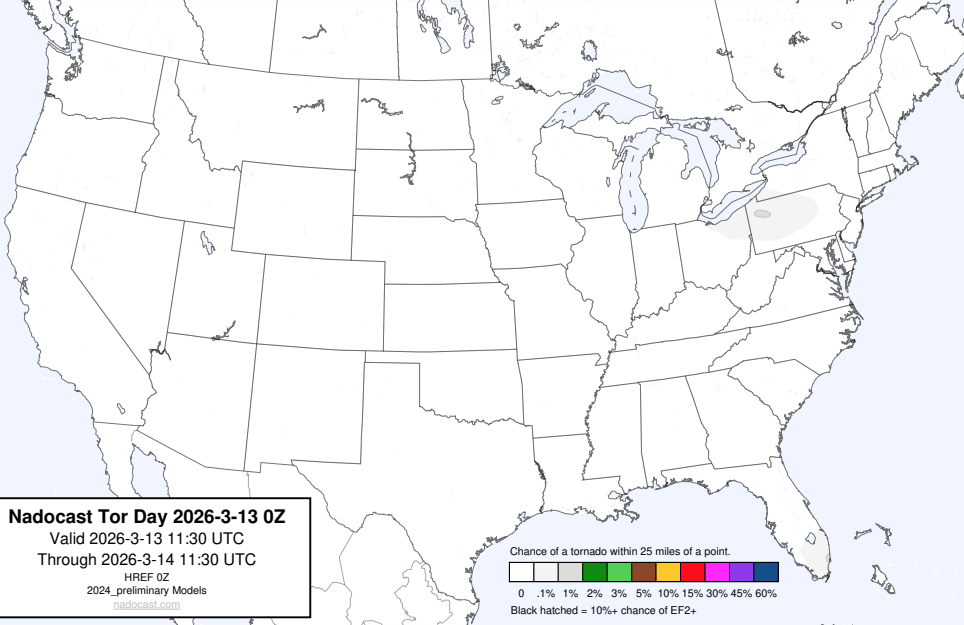 Nadocast Tor Day 2026-3-13 0Z
Valid 2026-3-13 11:30 UTC
Through 2026-3-14 11:30 UTC
HREF 0Z
2024_preliminary Models
nadocast.com
Chance of a tornado within 25 miles of a point.
0 .1% 1% 2% 3% 5% 10% 15% 30% 45% 60%
Black hatched = 10%+ chance of EF2+